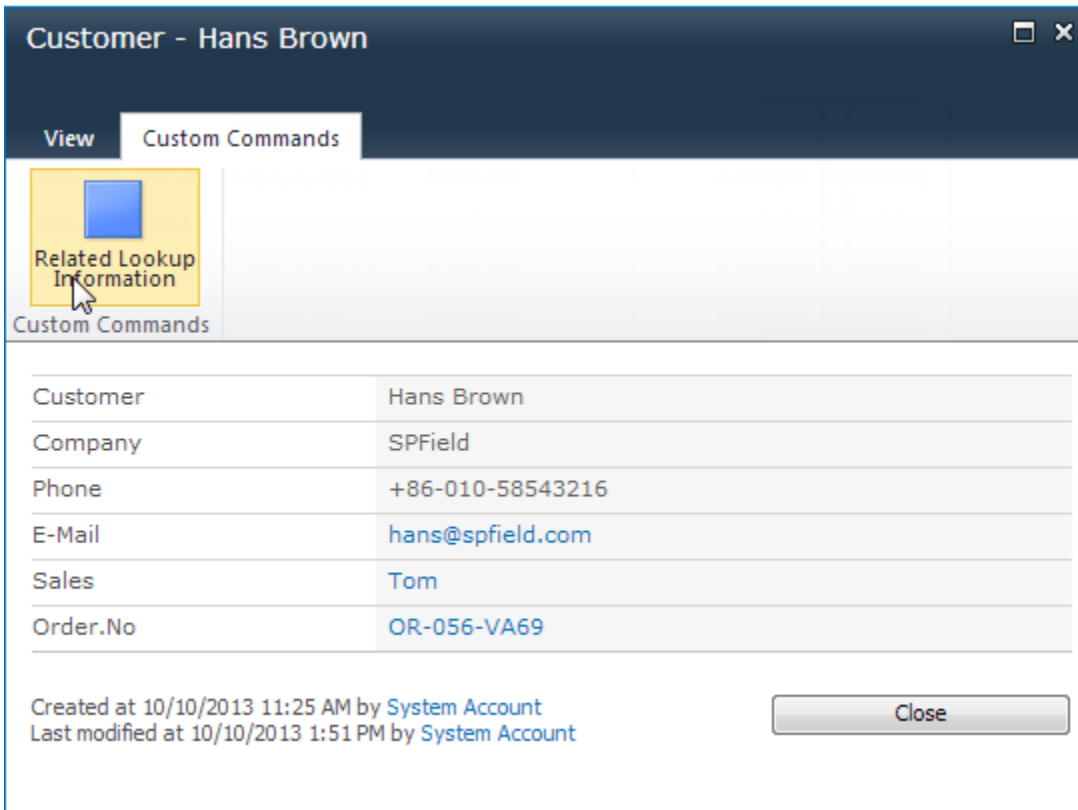 Customer - Hans Brown
View Custom Commands
Related Lookup
Information
Custom Commands
Customer Hans Brown
Company SPField
Phone +86-010-58543216
E-Mail hans@spfield.com
Sales Tom
Order.No OR-056-VA69
Created at 10/10/2013 11:25 AM by System Account
Last modified at 10/10/2013 1:51 PM by System Account
Close